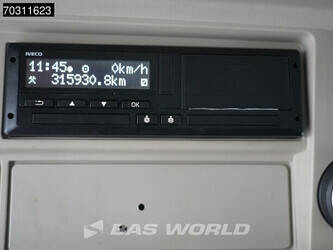 70311623
IVECO
11:45 0km/h
315930.8km
OK
EAS WORLD